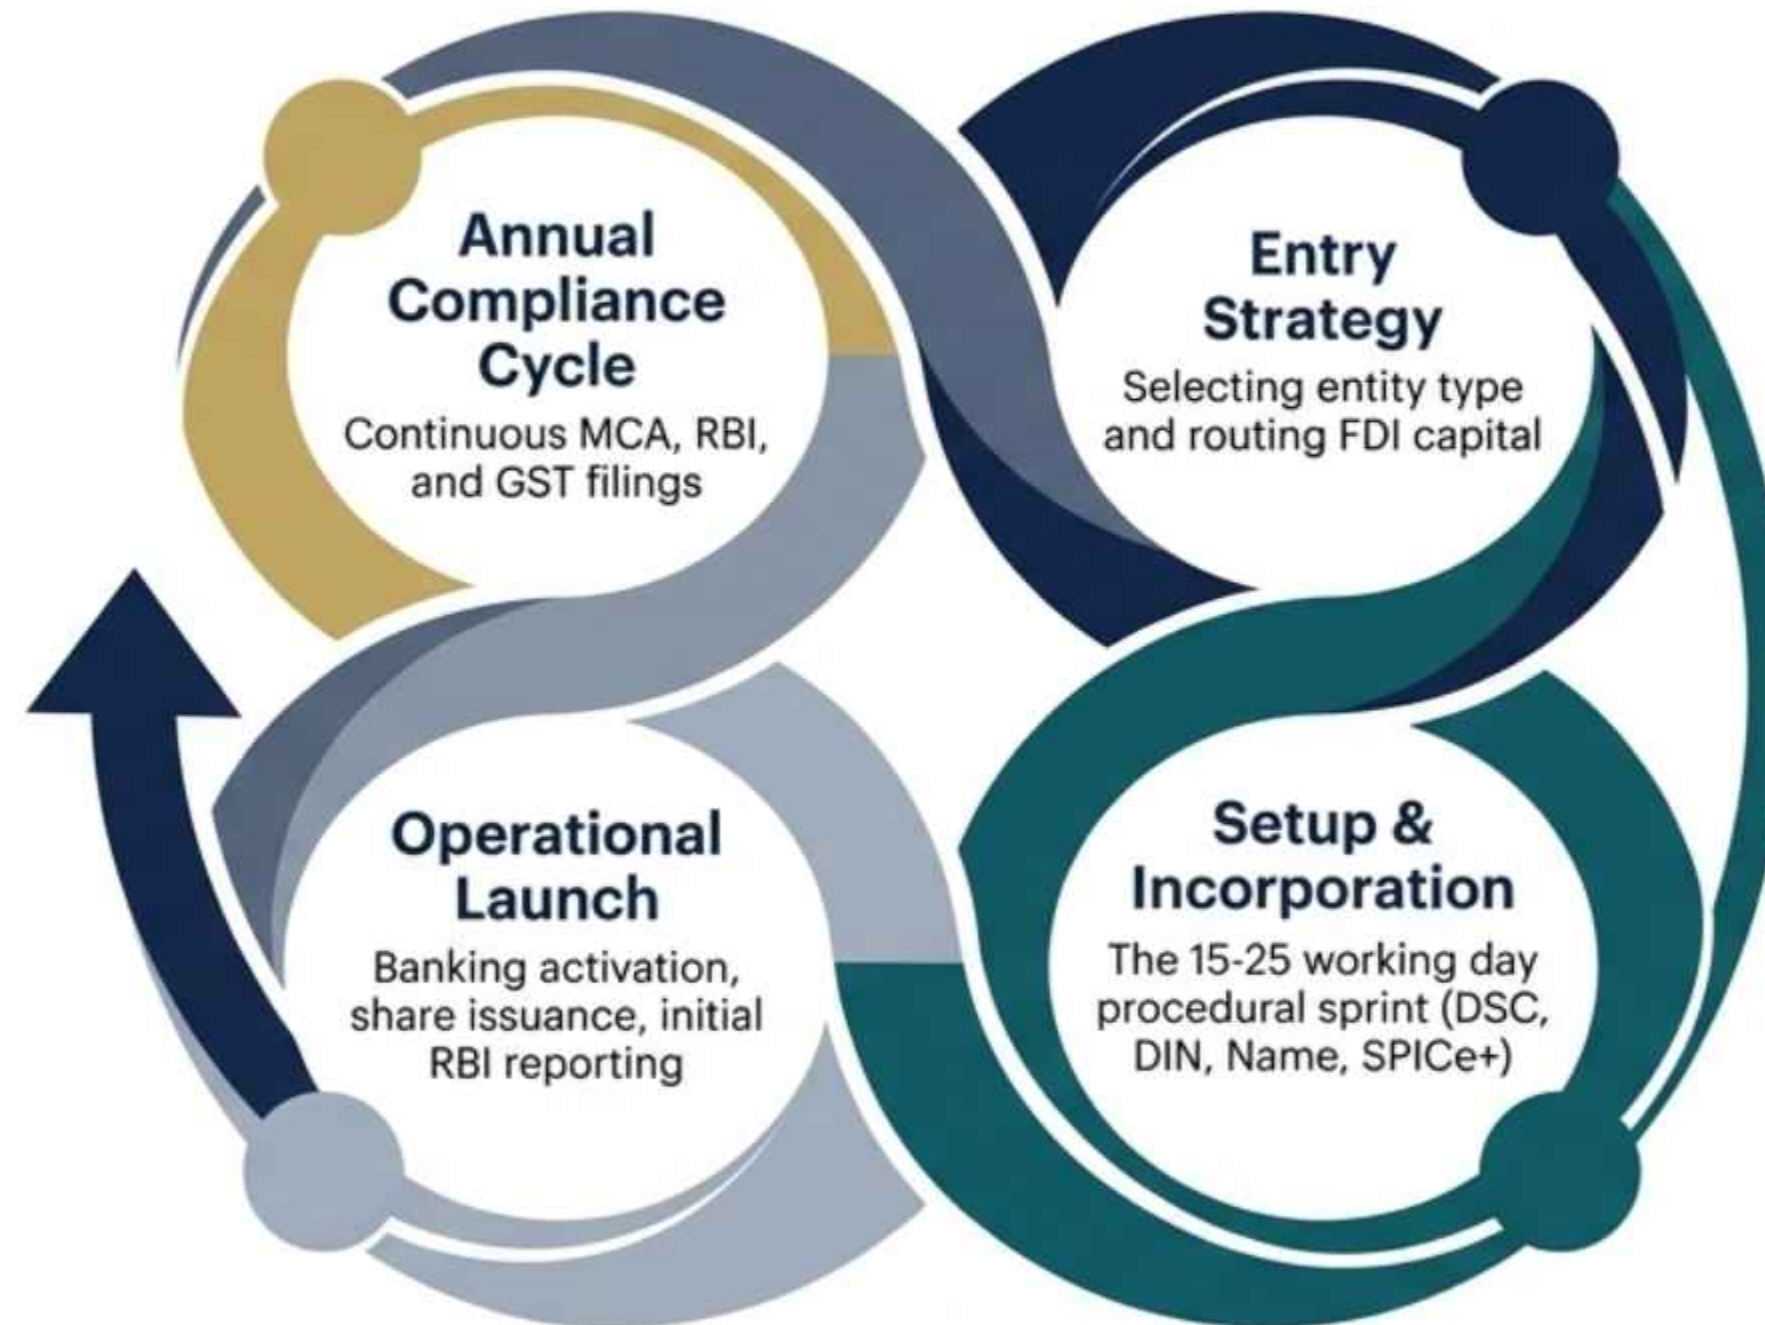 Annual
Compliance
Cycle
Continuous MCA, RBI,
and GST filings
Entry
Strategy
Selecting entity type
and routing FDI capital
Operational
Launch
Banking activation,
share issuance, initial
RBI reporting
Setup &
Incorporation
The 15-25 working day
procedural sprint (DSC,
DIN, Name, SPICe+)